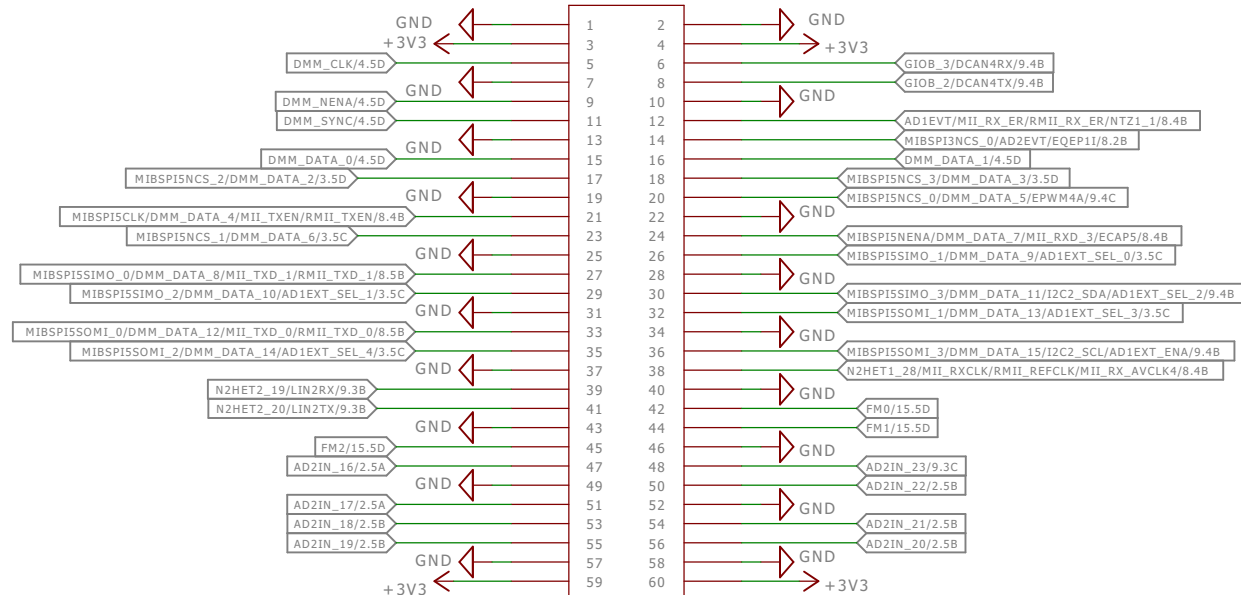 GND 1 2 GND
+3V3 3 4 +3V3
DMM_CLK/4.5D 5 6 GIOB_3/DCAN4RX/9.4B
GND 7 8 GIOB_2/DCAN4TX/9.4B
DMM_NENA/4.5D 9 10 GND
DMM_SYNC/4.5D 11 12 AD1EVT/MII_RX_ER/RMII_RX_ER/NTZ1_1/8.4B
GND 13 14 MIBSPI3NCS_0/AD2EVT/EQEP1I/8.2B
DMM_DATA_0/4.5D 15 16 DMM_DATA_1/4.5D
MIBSPI5NCS_2/DMM_DATA_2/3.5D 17 18 MIBSPI5NCS_3/DMM_DATA_3/3.5D
GND 19 20 MIBSPI5NCS_0/DMM_DATA_5/EPWM4A/9.4C
MIBSPI5CLK/DMM_DATA_4/MII_TXEN/RMII_TXEN/8.4B 21 22 GND
MIBSPI5NCS_1/DMM_DATA_6/3.5C 23 24 MIBSPI5NENA/DMM_DATA_7/MII_RXD_3/ECAP5/8.4B
GND 25 26 MIBSPI5SIMO_1/DMM_DATA_9/AD1EXT_SEL_0/3.5C
MIBSPI5SIMO_0/DMM_DATA_8/MII_TXD_1/RMII_TXD_1/8.5B 27 28 GND
MIBSPI5SIMO_2/DMM_DATA_10/AD1EXT_SEL_1/3.5C 29 30 MIBSPI5SIMO_3/DMM_DATA_11/I2C2_SDA/AD1EXT_SEL_2/9.4B
GND 31 32 MIBSPI5SOMI_1/DMM_DATA_13/AD1EXT_SEL_3/3.5C
MIBSPI5SOMI_0/DMM_DATA_12/MII_TXD_0/RMII_TXD_0/8.5B 33 34 GND
MIBSPI5SOMI_2/DMM_DATA_14/AD1EXT_SEL_4/3.5C 35 36 MIBSPI5SOMI_3/DMM_DATA_15/I2C2_SCL/AD1EXT_ENA/9.4B
GND 37 38 N2HET1_28/MII_RXCLK/RMII_REFCLK/MII_RX_AVCLK4/8.4B
N2HET2_19/LIN2RX/9.3B 39 40 GND
N2HET2_20/LIN2TX/9.3B 41 42 FM0/15.5D
GND 43 44 FM1/15.5D
FM2/15.5D 45 46 GND
AD2IN_16/2.5A 47 48 AD2IN_23/9.3C
GND 49 50 AD2IN_22/2.5B
AD2IN_17/2.5A 51 52 GND
AD2IN_18/2.5B 53 54 AD2IN_21/2.5B
AD2IN_19/2.5B 55 56 AD2IN_20/2.5B
GND 57 58 GND
+3V3 59 60 +3V3